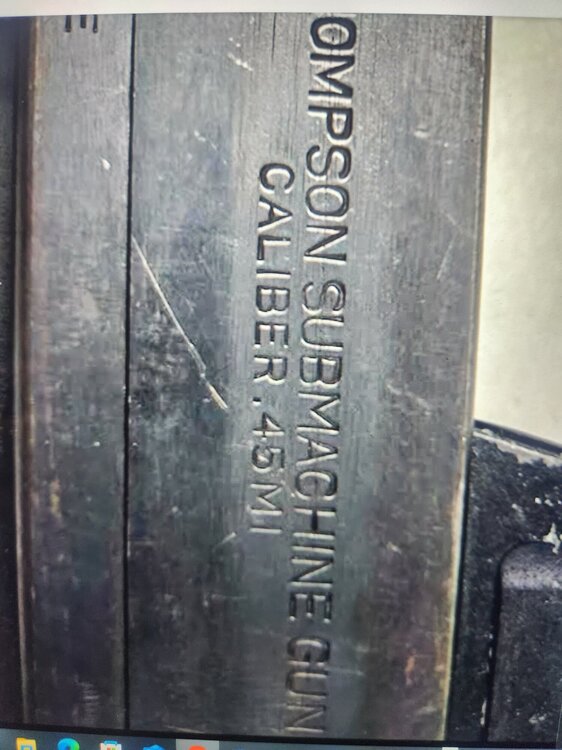 OMPSON SUBMACHINE GUN
CALIBER .45 M1